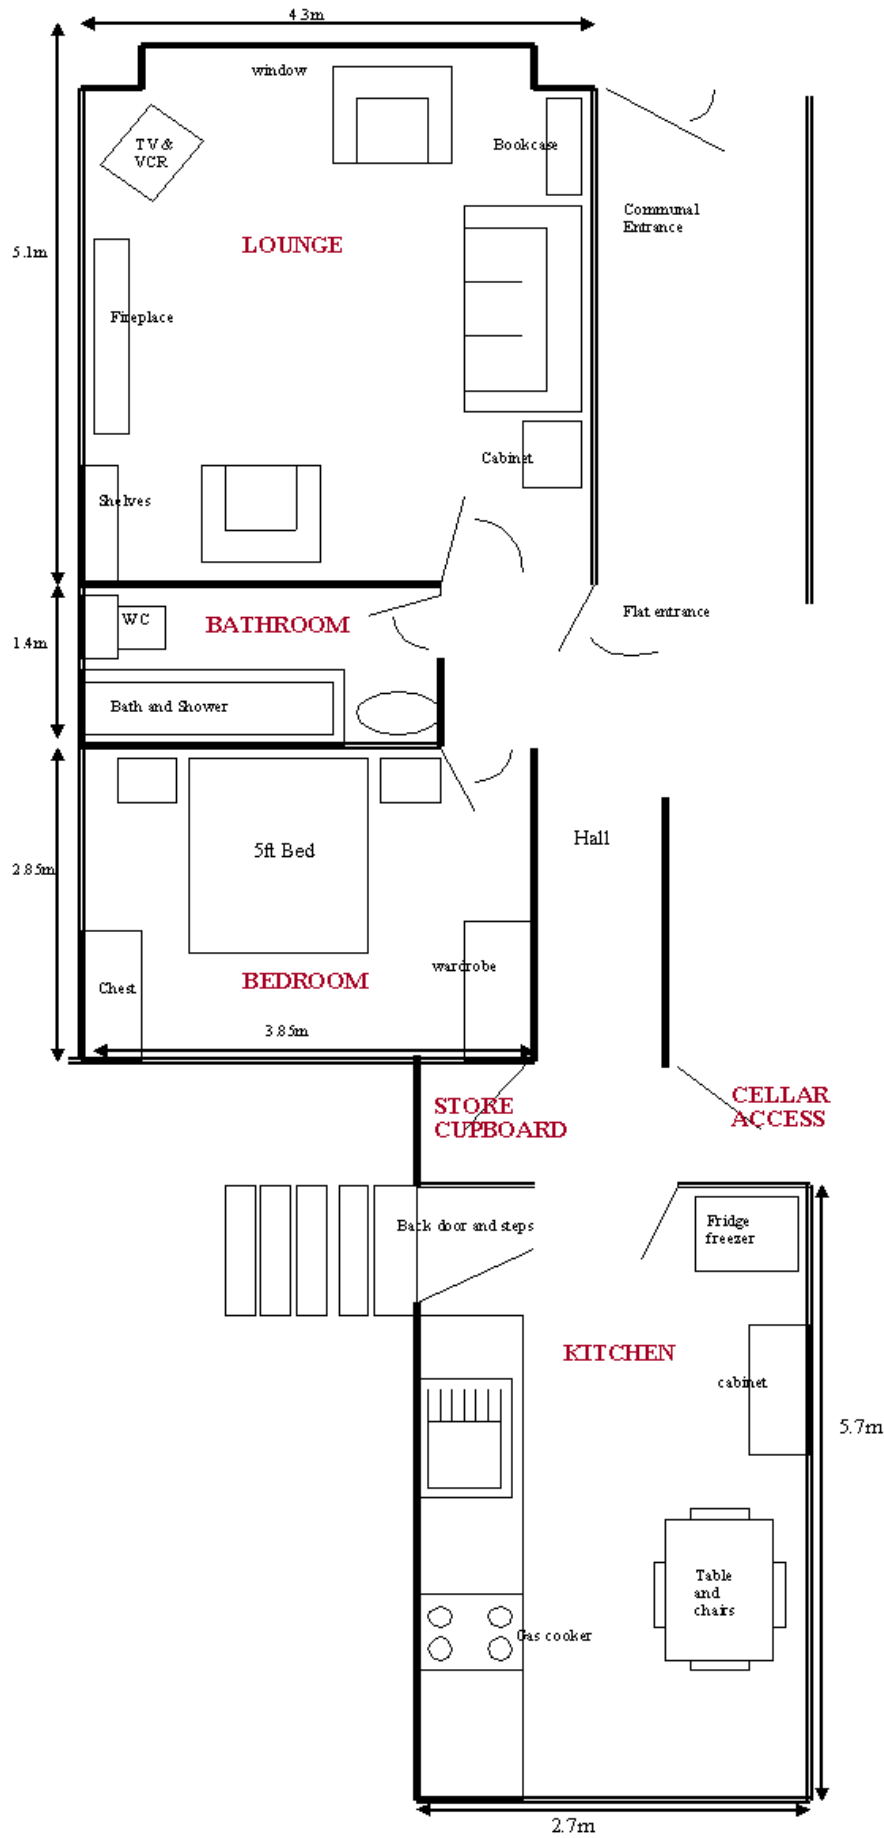 4.3m
window
TV &
VCR
Bookcase
Communal
Entrance
LOUNGE
5.1m
Fireplace
Cabinet
Shelves
WC
BATHROOM
Flat entrance
1.4m
Bath and Shower
Hall
5ft Bed
2.85m
wardrobe
BEDROOM
Chest
3.85m
STORE
CUPBOARD
CELLAR
ACCESS
Back door and steps
Fridge
freezer
KITCHEN
cabinet
5.7m
Table
and
chairs
Gas cooker
2.7m